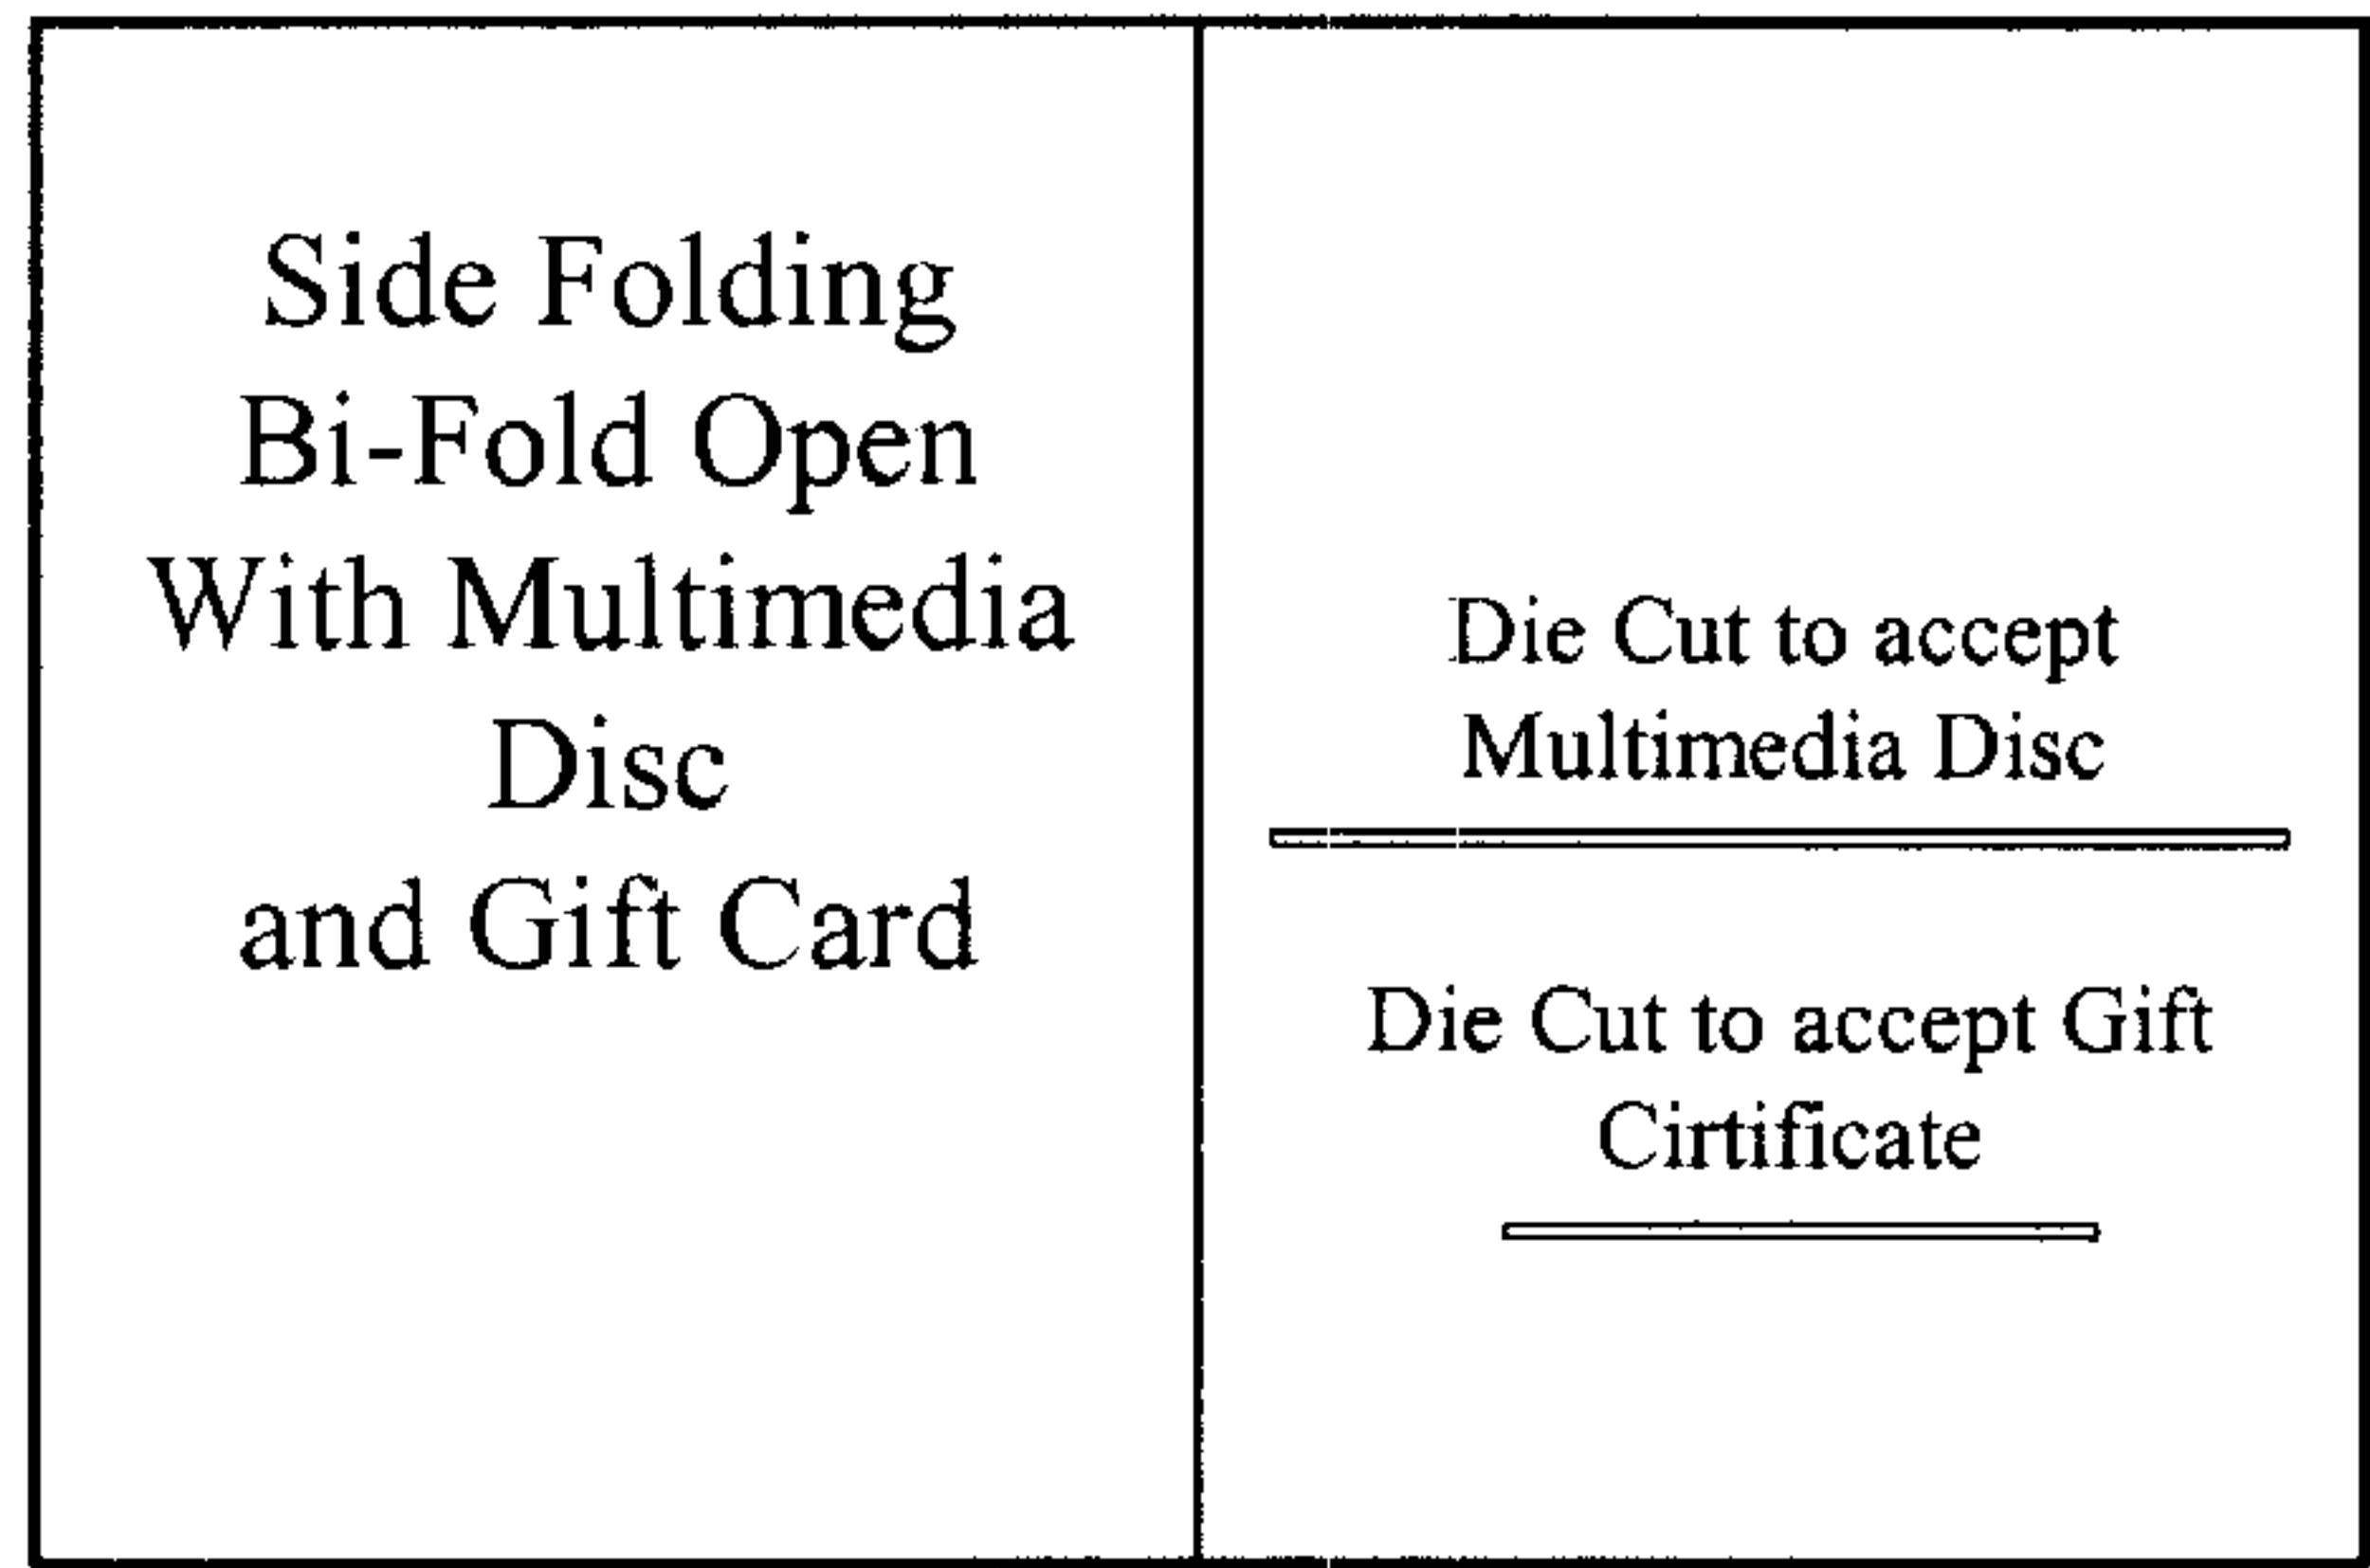 Side Folding
Bi-Fold Open
With Multimedia
Disc
and Gift Card
Die Cut to accept
Multimedia Disc
Die Cut to accept Gift
Cirtificate